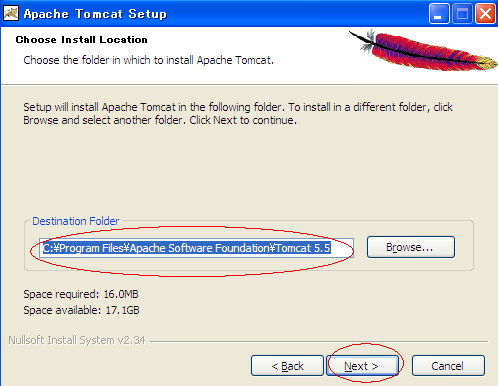 Apache Tomcat Setup
Choose Install Location
Choose the folder in which to install Apache Tomcat.
Setup will install Apache Tomcat in the following folder. To install in a different folder, click
Browse and select another folder. Click Next to continue.
Destination Folder
C:¥Program Files¥Apache Software Foundation¥Tomcat 5.5
Browse...
Space required: 16.0MB
Space available: 17.1GB
Nullsoft Install System v2.34
< Back
Next >
Cancel